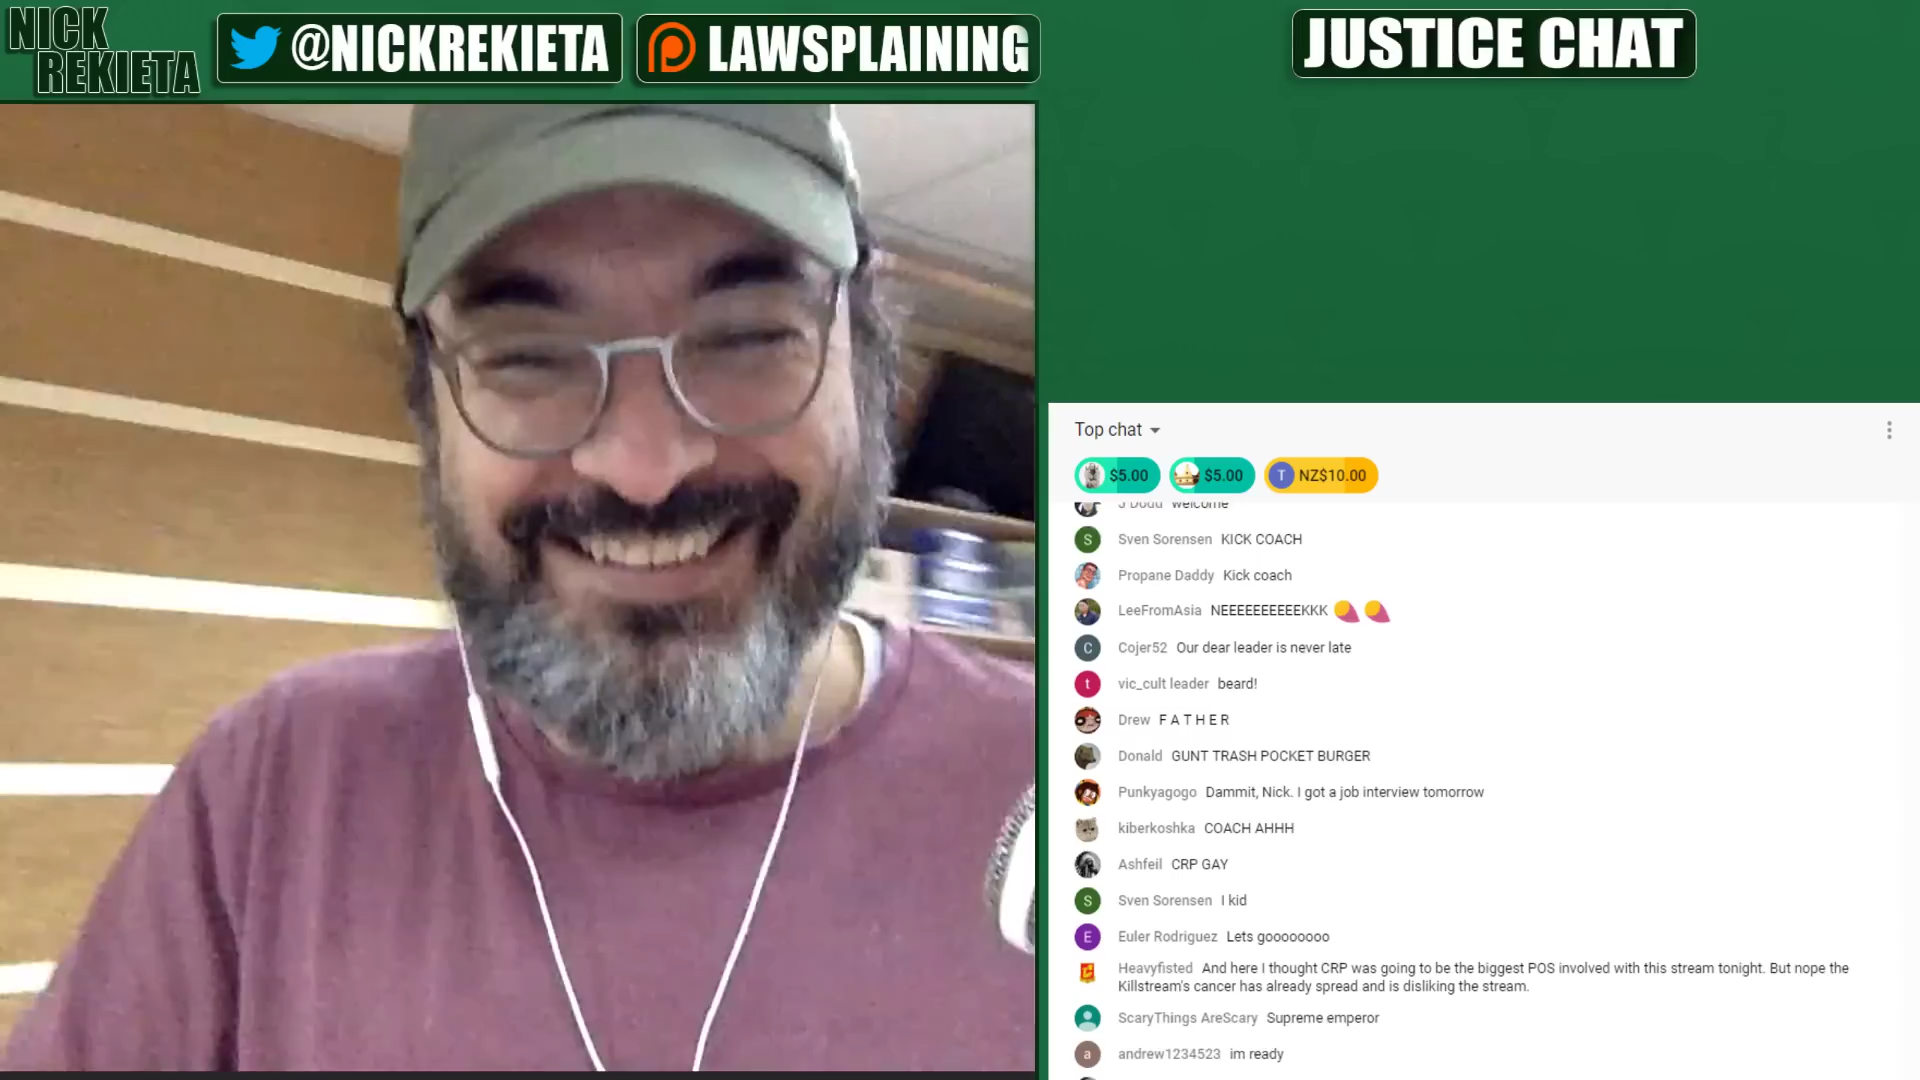 NICK
REKIETA
@NICKREKIETA
LAWSPLAINING
JUSTICE CHAT
Top chat
$5.00
$5.00
T NZ$10.00
J Dodd welcome
S Sven Sorensen KICK COACH
Propane Daddy Kick coach
LeeFromAsia NEEEEEEEEEEKKK
C Cojer52 Our dear leader is never late
t vic_cult leader beard!
Drew F A T H E R
Donald GUNT TRASH POCKET BURGER
Punkyagogo Dammit, Nick. I got a job interview tomorrow
kiberkoshka COACH AHHH
Ashfeil CRP GAY
S Sven Sorensen I kid
E Euler Rodriguez Lets goooooooo
Heavyfisted And here I thought CRP was going to be the biggest POS involved with this stream tonight. But nope the
Killstream's cancer has already spread and is disliking the stream.
ScaryThings AreScary Supreme emperor
a andrew1234523 im ready